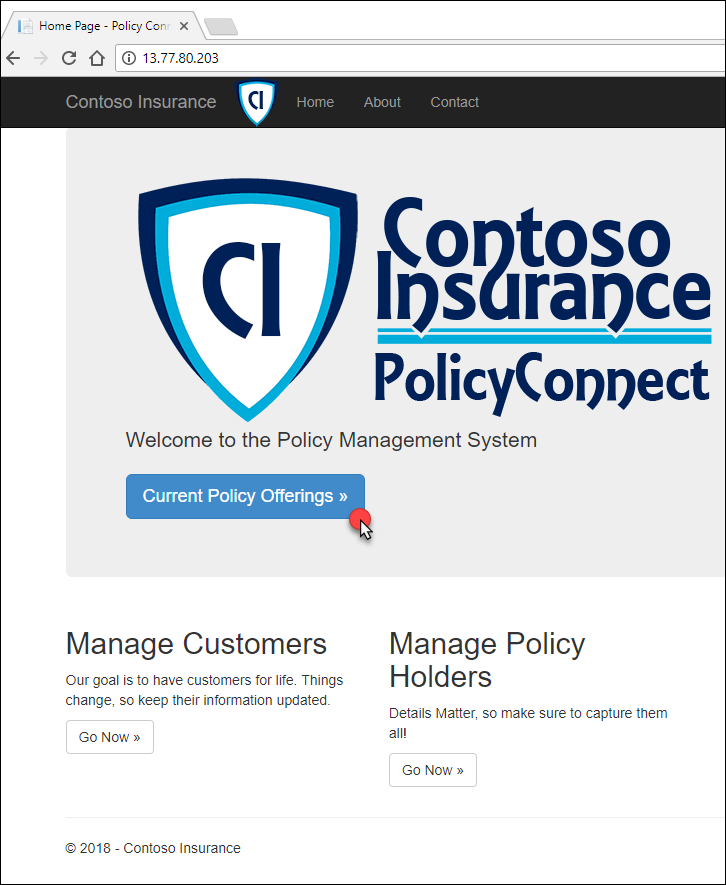 Home Page - Policy Conn
13.77.80.203
Contoso Insurance CI Home About Contact
CI
Contoso
Insurance
PolicyConnect
Welcome to the Policy Management System
Current Policy Offerings »
Manage Customers
Our goal is to have customers for life. Things
change, so keep their information updated.
Go Now »
Manage Policy
Holders
Details Matter, so make sure to capture them
all!
Go Now »
© 2018 - Contoso Insurance